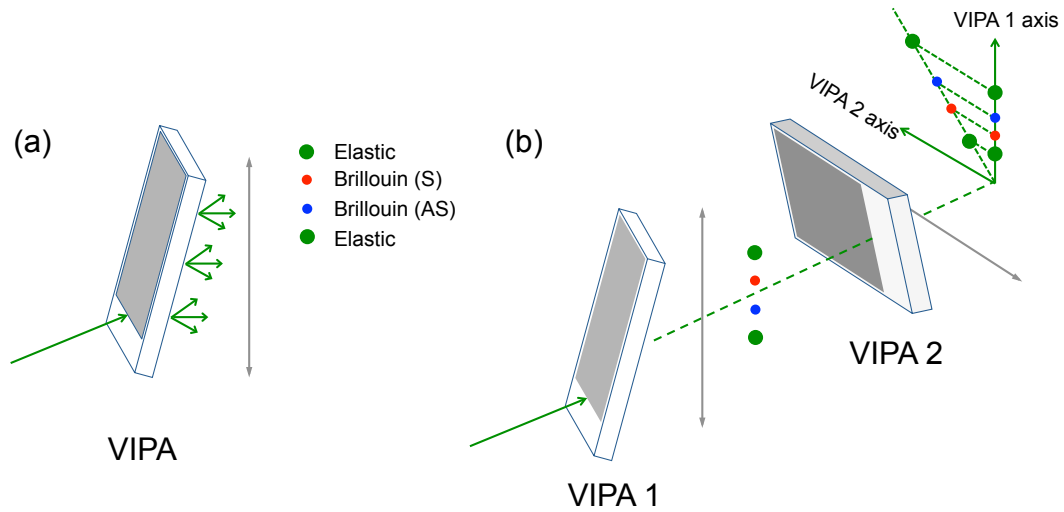 (a)
Elastic
Brillouin (S)
Brillouin (AS)
Elastic
VIPA
(b)
VIPA 1 axis
VIPA 2 axis
VIPA 2
VIPA 1